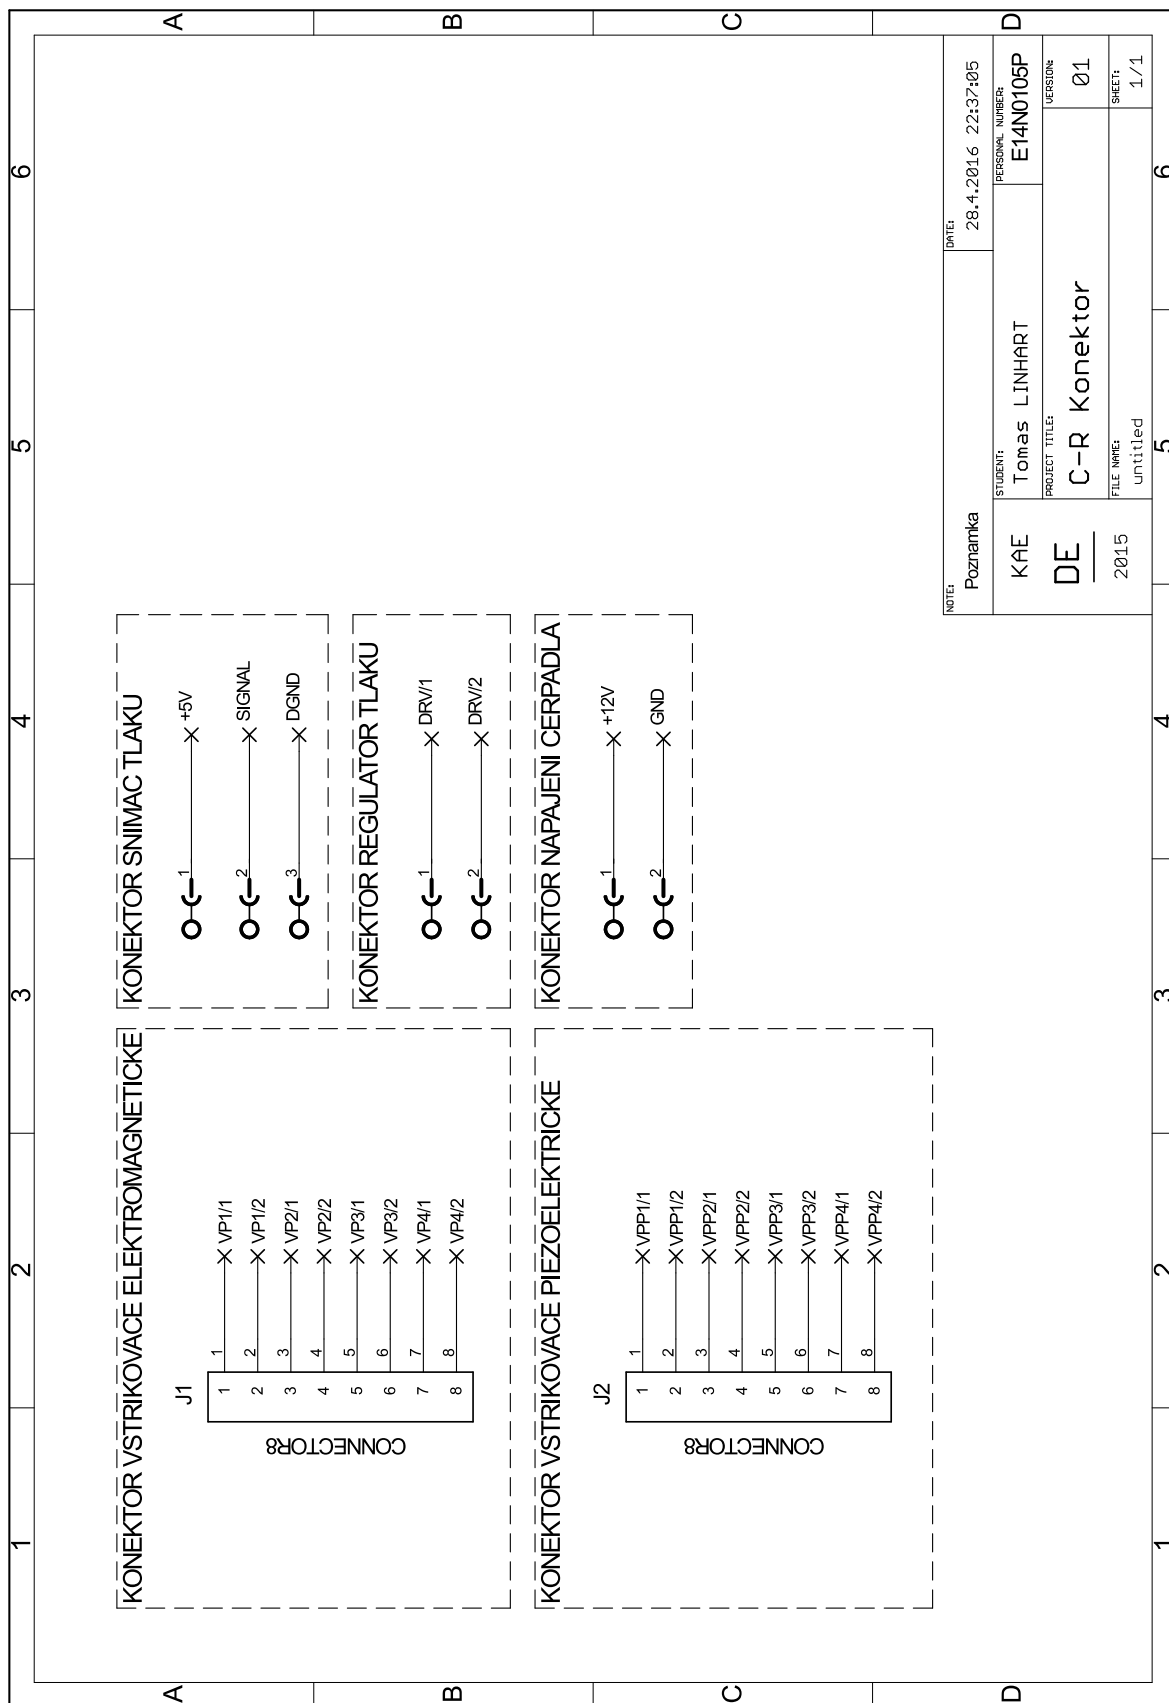 1 2 3 4 5 6
A
B
C
D
KONEKTOR VSTRIKOVACE ELEKTROMAGNETICKE
J1
1 1 VP1/1
2 2 VP1/2
3 3 VP2/1
4 4 VP2/2
5 5 VP3/1
6 6 VP3/2
7 7 VP4/1
8 8 VP4/2
CONNECTOR8
KONEKTOR SNIMAC TLAKU
1 +5V
2 SIGNAL
3 DGND
KONEKTOR REGULATOR TLAKU
1 DRV/1
2 DRV/2
KONEKTOR VSTRIKOVACE PIEZOELEKTRICKE
J2
1 1 VPP1/1
2 2 VPP1/2
3 3 VPP2/1
4 4 VPP2/2
5 5 VPP3/1
6 6 VPP3/2
7 7 VPP4/1
8 8 VPP4/2
CONNECTOR8
KONEKTOR NAPAJENI CERPADLA
1 +12V
2 GND
NOTE:
Poznamka
DATE:
28.4.2016 22:37:05
KAE
DE
2015
STUDENT:
Tomas LINHART
PERSONAL NUMBER:
E14N0105P
PROJECT TITLE:
C-R Konektor
VERSION:
01
FILE NAME:
untitled
SHEET:
1/1
A
B
C
D
1 2 3 4 5 6